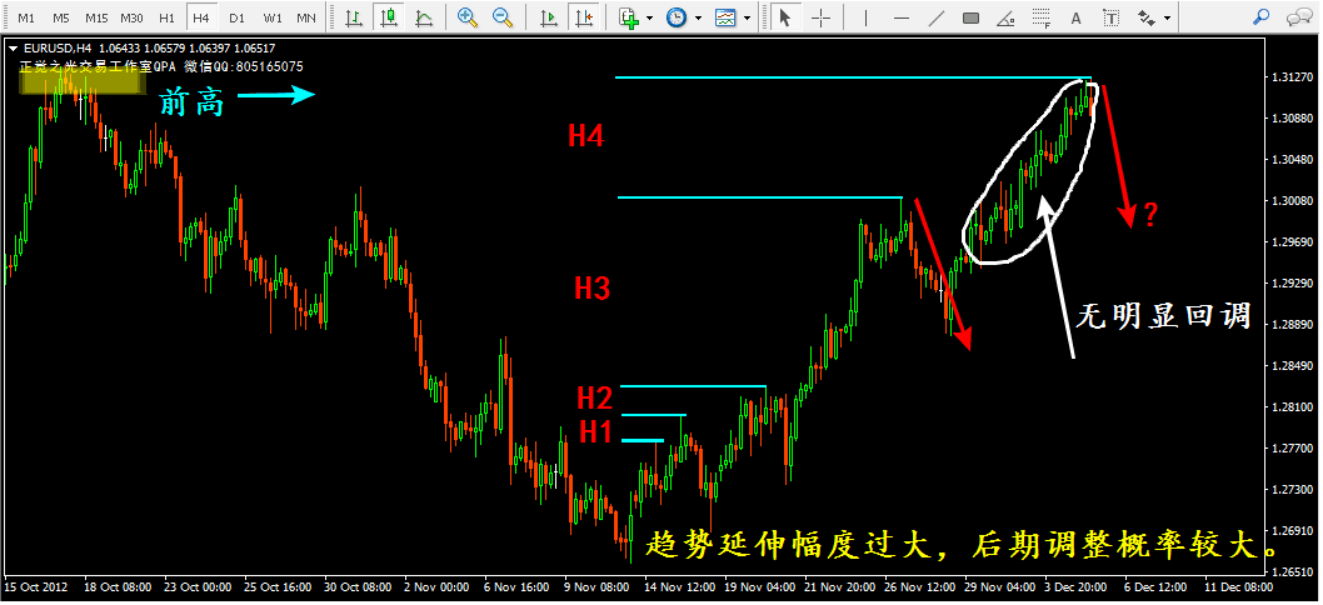 M1 M5 M15 M30 H1 H4 D1 W1 MN
EURUSD,H4 1.06433 1.06579 1.06397 1.06517
正觉之光交易工作室QPA 微信QQ:805165075
前高
H4
H3
H2
H1
?
无明显回调
趋势延伸幅度过大，后期调整概率较大。
1.31270
1.30880
1.30480
1.30080
1.29690
1.29290
1.28890
1.28490
1.28100
1.27700
1.27300
1.26910
1.26510
15 Oct 2012 18 Oct 08:00 23 Oct 00:00 25 Oct 16:00 30 Oct 08:00 2 Nov 00:00 6 Nov 16:00 9 Nov 08:00 14 Nov 12:00 19 Nov 04:00 21 Nov 20:00 26 Nov 12:00 29 Nov 04:00 3 Dec 20:00 6 Dec 12:00 11 Dec 08:00